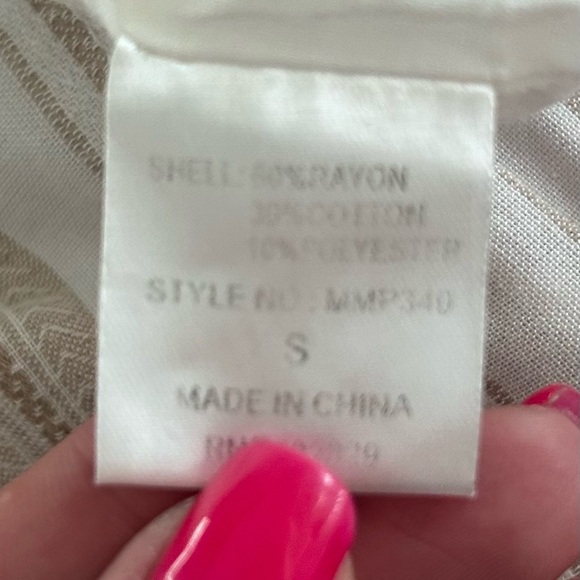 SHELL: 60%RAYON
30%COTTON
10%POLYESTER
STYLE NO.: MMP340
S
MADE IN CHINA